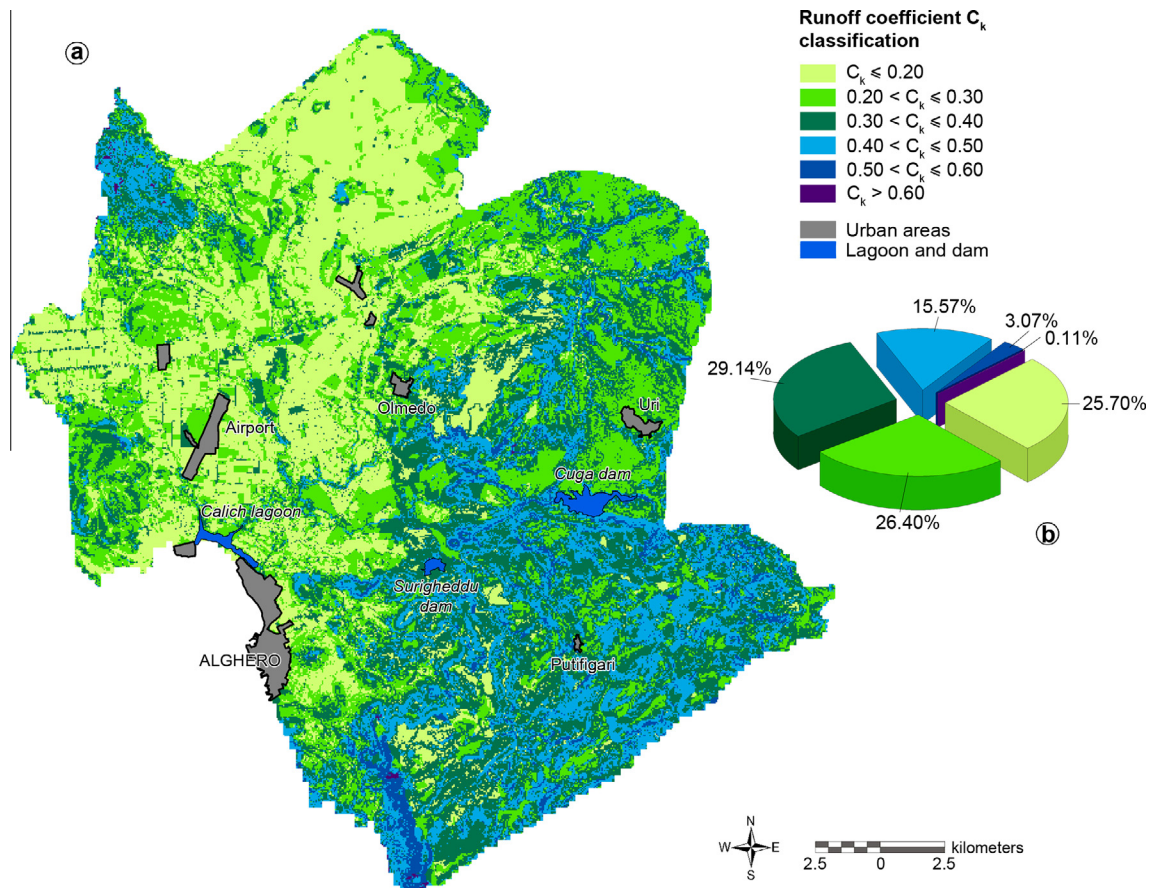 a
Runoff coefficient Ck
classification
Ck ⩽ 0.20
0.20 < Ck ⩽ 0.30
0.30 < Ck ⩽ 0.40
0.40 < Ck ⩽ 0.50
0.50 < Ck ⩽ 0.60
Ck > 0.60
Urban areas
Lagoon and dam
15.57%
3.07%
0.11%
29.14%
25.70%
26.40%
b
Olmedo
Uri
Airport
Cuga dam
Calich lagoon
Surigheddu
dam
ALGHERO
Putifigari
N
W E
S
2.5 0 2.5 kilometers